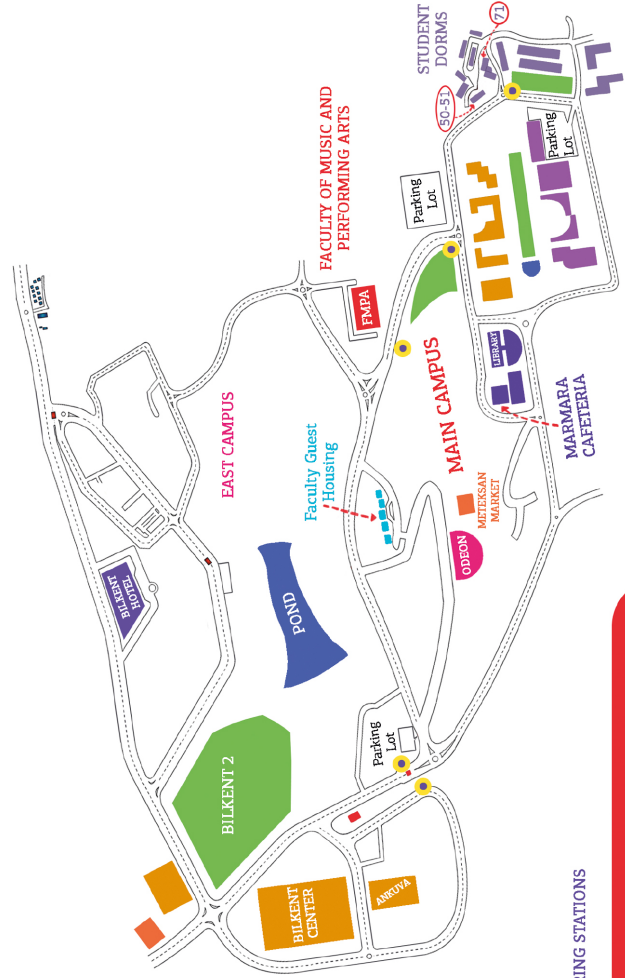 STUDENT
DORMS
71
50-51
Parking
Lot
Parking
Lot
FACULTY OF MUSIC AND
PERFORMING ARTS
FMPA
LIBRARY
MAIN CAMPUS
MARMARA
CAFETERIA
EAST CAMPUS
Faculty Guest
Housing
METEKSAN
MARKET
ODEON
BILKENT
HOTEL
POND
Parking
Lot
BILKENT 2
BILKENT
CENTER
ANKUVA
ING STATIONS